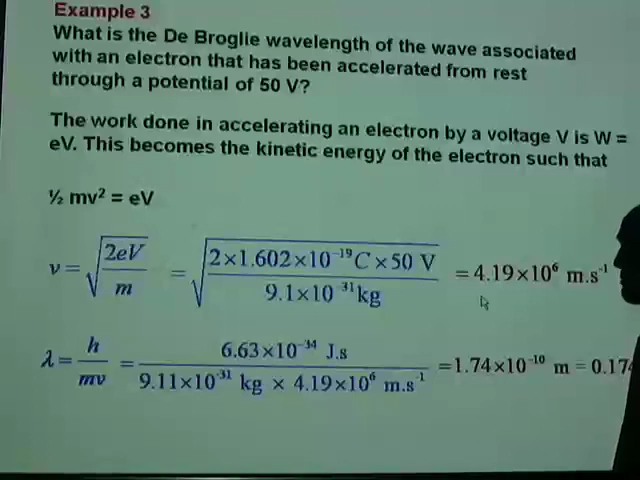 Example 3
What is the De Broglie wavelength of the wave associated
with an electron that has been accelerated from rest
through a potential of 50 V?
The work done in accelerating an electron by a voltage V is W =
eV. This becomes the kinetic energy of the electron such that
½ mv² = eV
v = √(2eV / m) = √(2×1.602×10⁻¹⁹C×50 V / 9.1×10⁻³¹kg) = 4.19×10⁶ m.s⁻¹
λ = h / mv = 6.63×10⁻³⁴ J.s / 9.11×10⁻³¹ kg × 4.19×10⁶ m.s⁻¹ =1.74×10⁻¹⁰ m = 0.17